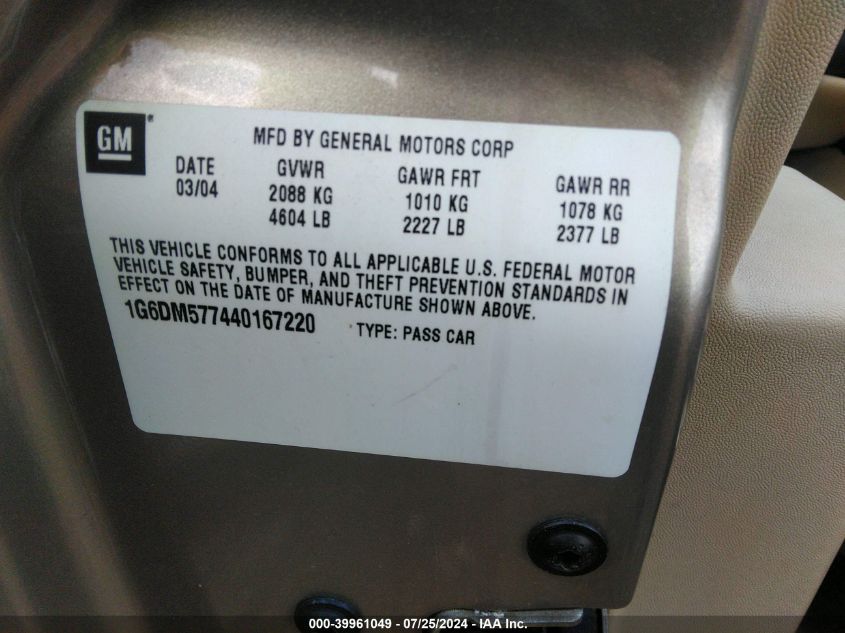 GM
MFD BY GENERAL MOTORS CORP
DATE GVWR GAWR FRT GAWR RR
03/04 2088 KG 1010 KG 1078 KG
4604 LB 2227 LB 2377 LB
THIS VEHICLE CONFORMS TO ALL APPLICABLE U.S. FEDERAL MOTOR
VEHICLE SAFETY, BUMPER, AND THEFT PREVENTION STANDARDS IN
EFFECT ON THE DATE OF MANUFACTURE SHOWN ABOVE.
1G6DM577440167220 TYPE: PASS CAR
000-39961049 - 07/25/2024 - IAA Inc.